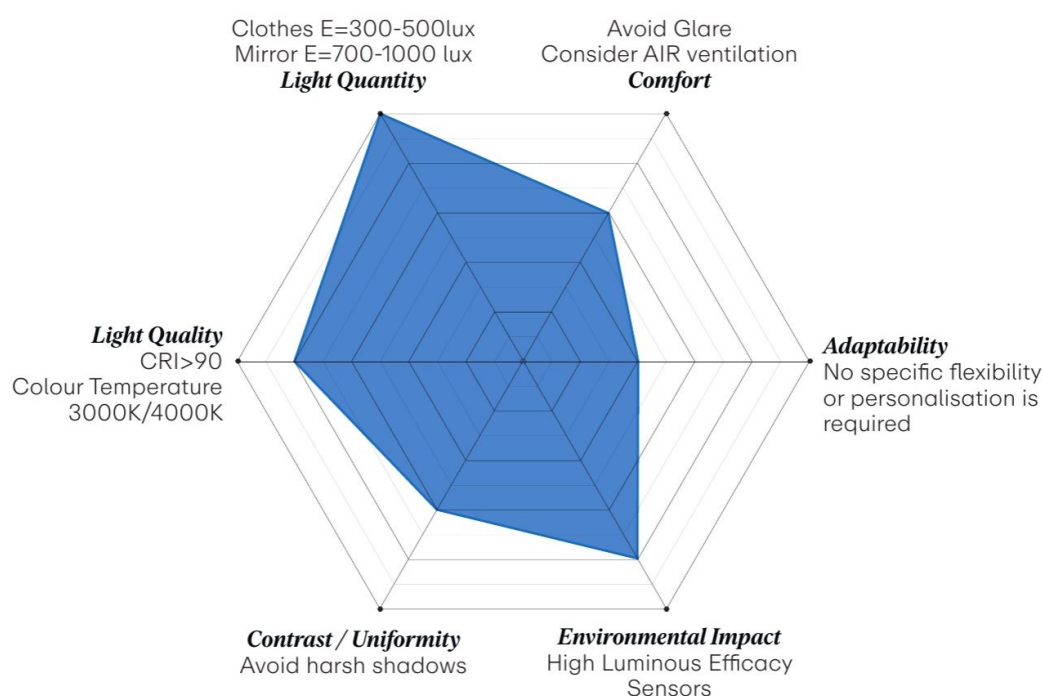 Clothes E=300-500lux
Mirror E=700-1000 lux
Light Quantity
Avoid Glare
Consider AIR ventilation
Comfort
Light Quality
CRI>90
Colour Temperature
3000K/4000K
Adaptability
No specific flexibility
or personalisation is
required
Contrast / Uniformity
Avoid harsh shadows
Environmental Impact
High Luminous Efficacy
Sensors